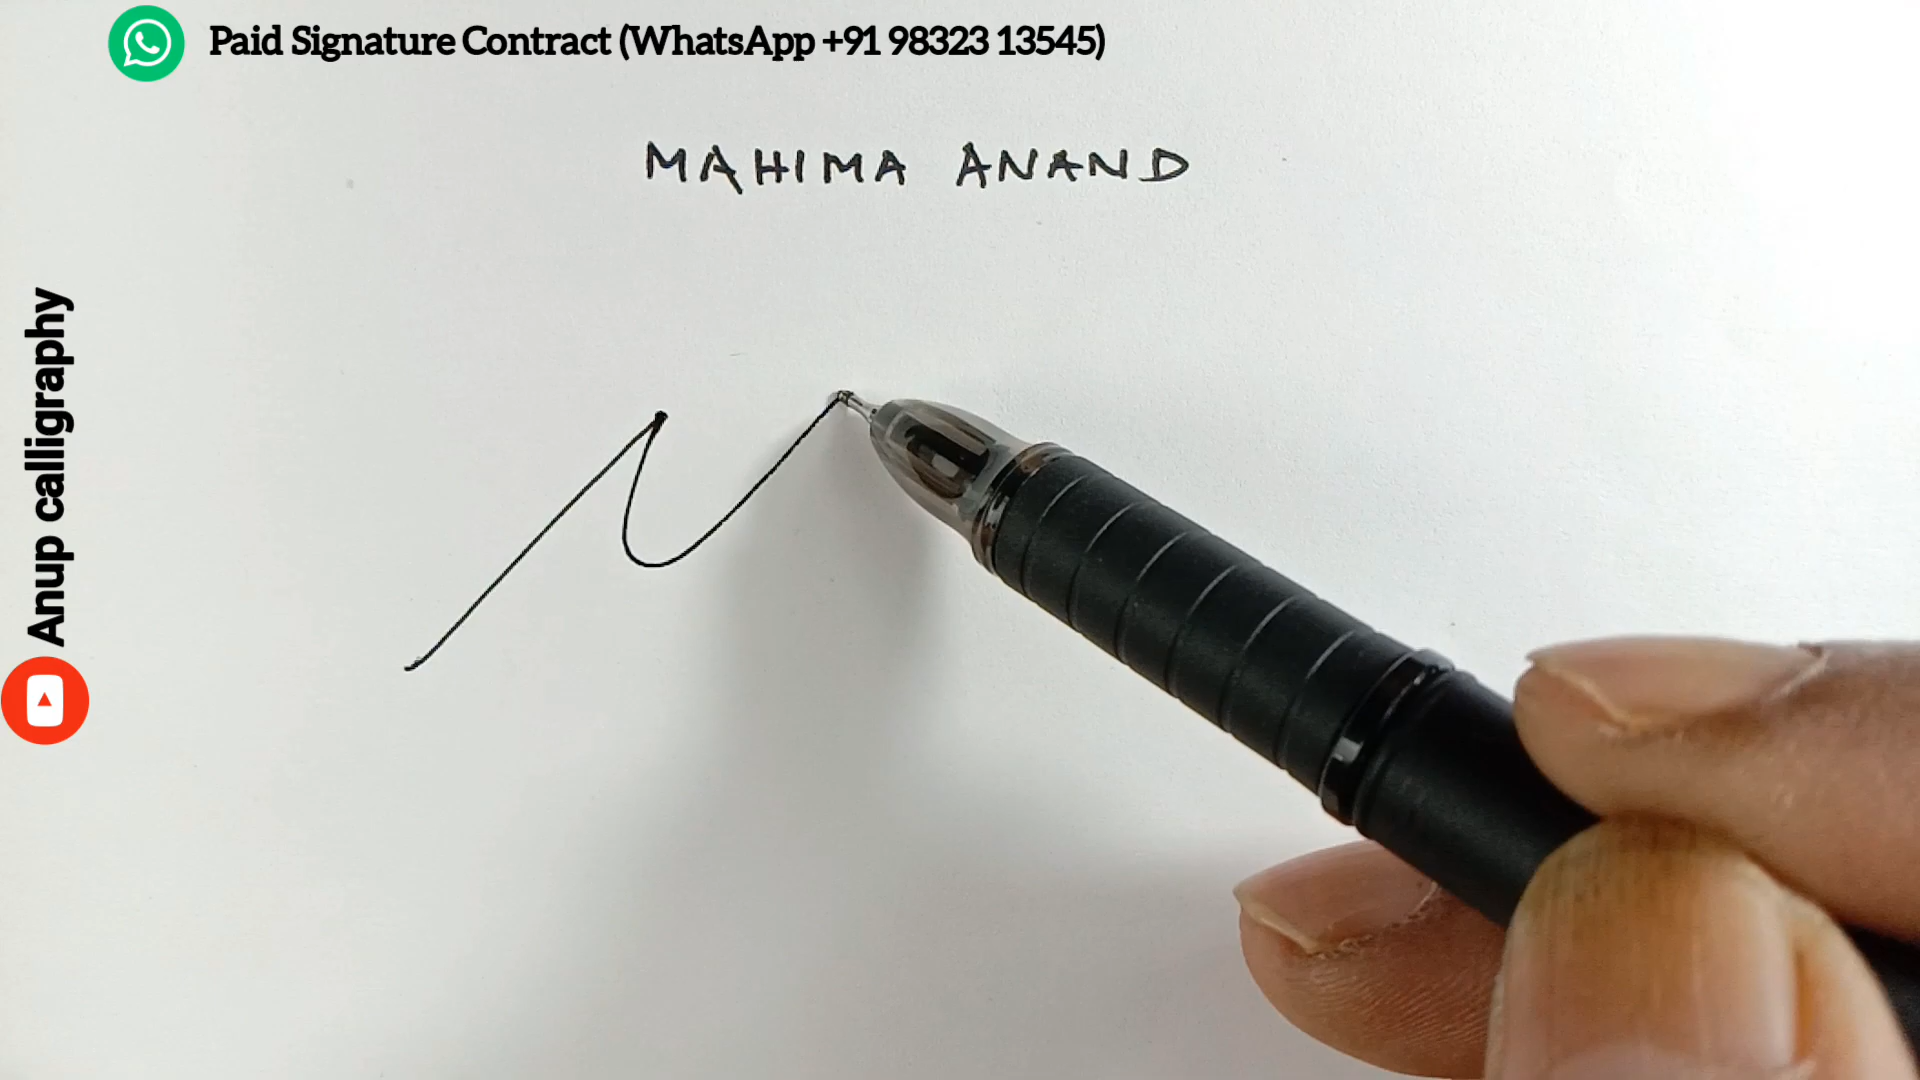 Paid Signature Contract (WhatsApp +91 98323 13545)
MAHIMA ANAND
Anup calligraphy